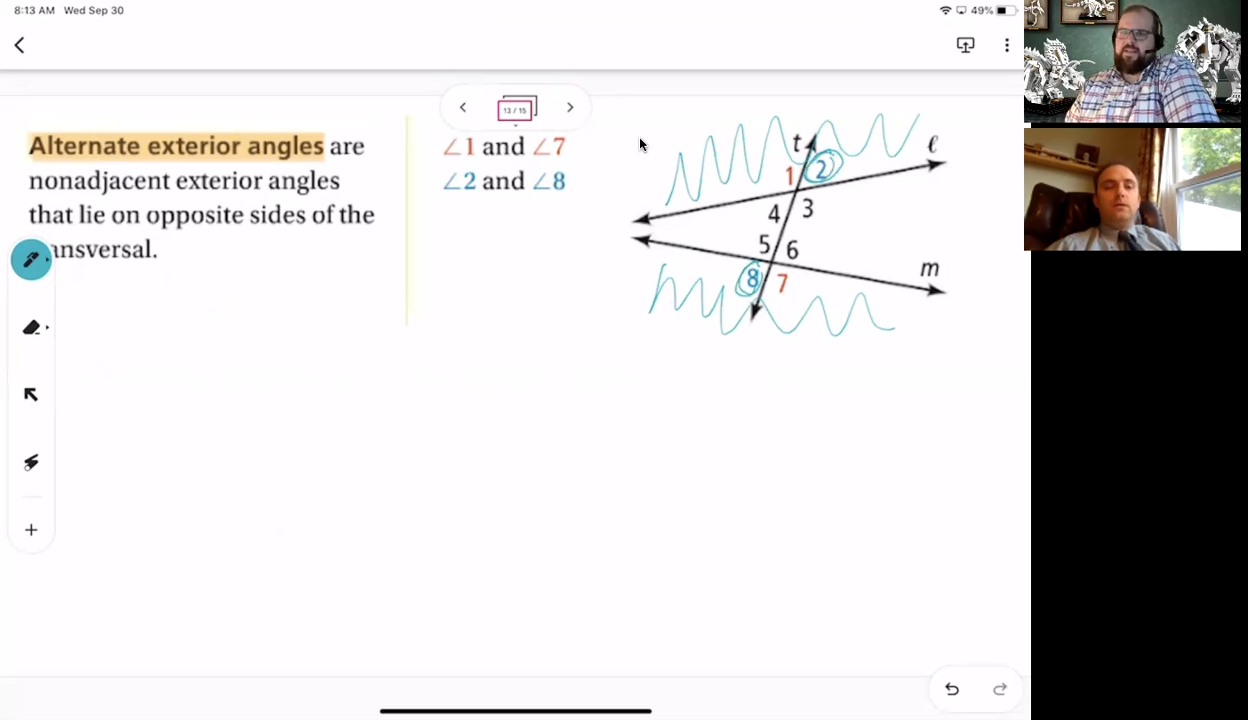 8:13 AM Wed Sep 30
49%
13 / 15
Alternate exterior angles are
nonadjacent exterior angles
that lie on opposite sides of the
ansversal.
∠1 and ∠7
∠2 and ∠8
t
ℓ
1
2
4
3
5
6
m
8
7